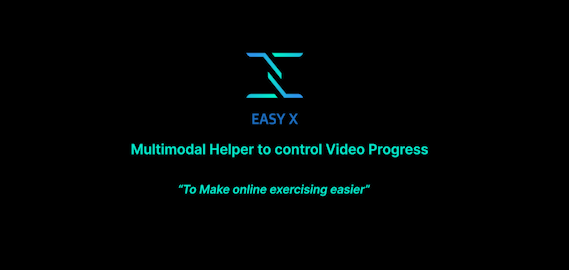 EASY X
Multimodal Helper to control Video Progress
"To Make online exercising easier"